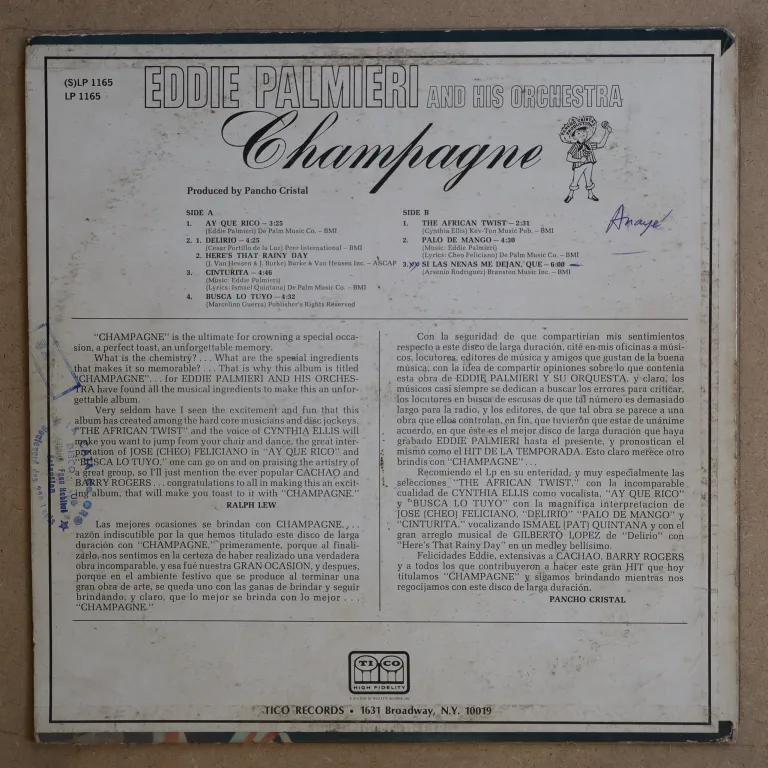 (S)LP 1165
LP 1165
EDDIE PALMIERI AND HIS ORCHESTRA
Champagne
Produced by Pancho Cristal
SIDE A
1. AY QUE RICO – 3:25
(Eddie Palmieri) De Palm Music Co. – BMI
2. 1. DELIRIO – 4:25
(Cesar Portillo de la Luz) Peer International – BMI
2. HERE'S THAT RAINY DAY
(J. Van Heusen & J. Burke) Burke & Van Heusen Inc. – ASCAP
3. CINTURITA – 4:46
(Music: Eddie Palmieri)
(Lyrics: Ismael Quintana) De Palm Music Co. – BMI
4. BUSCA LO TUYO – 4:32
(Marcelino Guerra) Publisher's Rights Reserved
SIDE B
1. THE AFRICAN TWIST – 2:31
(Cynthia Ellis) Kev-Ton Music Pub. – BMI
2. PALO DE MANGO – 4:30
(Music: Eddie Palmieri)
(Lyrics: Cheo Feliciano) De Palm Music Co. – BMI
3. SI LAS NENAS ME DEJAN, QUE – 6:00
(Arsenio Rodriguez) Branston Music Inc. – BMI
"CHAMPAGNE" is the ultimate for crowning a special occa-
sion, a perfect toast, an unforgettable memory.
What is the chemistry? . . . What are the special ingredients
that makes it so memorable? . . . That is why this album is titled
"CHAMPAGNE" . . . for EDDIE PALMIERI AND HIS ORCHES-
TRA have found all the musical ingredients to make this an unfor-
gettable album.
Very seldom have I seen the excitement and fun that this
album has created among the hard core musicians and disc jockeys.
"THE AFRICAN TWIST" and the voice of CYNTHIA ELLIS will
make you want to jump from your chair and dance, the great inter-
pretation of JOSE (CHEO) FELICIANO in "AY QUE RICO" and
"BUSCA LO TUYO," one can go on and on praising the artistry of
a great group, so I'll just mention the ever popular CACHAO and
BARRY ROGERS . . . congratulations to all in making this an excit-
ing album, that will make you toast to it with "CHAMPAGNE."
RALPH LEW
Las mejores ocasiones se brindan con CHAMPAGNE, . .
razón indiscutible por la que hemos titulado este disco de larga
duración con "CHAMPAGNE," primeramente, porque al finali-
zarlo, nos sentimos en la certeza de haber realizado una verdadera
obra incomparable, y esa fué nuestra GRAN OCASION, y despues,
porque en el ambiente festivo que se produce al terminar una
gran obra de arte, se queda uno con las ganas de brindar y seguir
brindando, y claro, que lo mejor se brinda con lo mejor . . .
"CHAMPAGNE."
Con la seguridad de que compartirían mis sentimientos
respecto a este disco de larga duración, cité en mis oficinas a músi-
cos, locutores, editores de música y amigos que gustan de la buena
música, con la idea de compartir opiniones sobre lo que contenía
esta obra de EDDIE PALMIERI Y SU ORQUESTA, y claro, los
músicos casi siempre se dedican a buscar los errores para criticar,
los locutores en busca de escusas de que tal número es demasiado
largo para la radio, y los editores, de que tal obra se parece a una
obra que ellos controlan, en fin, que tuvierón que estar de unánime
acuerdo, en que éste es el mejor disco de larga duración que haya
grabado EDDIE PALMIERI hasta el presente, y pronostican el
mismo como el HIT DE LA TEMPORADA. Esto claro merece otro
brindis con "CHAMPAGNE" . . .
Recomiendo el Lp en su enteridad, y muy especialmente las
selecciones "THE AFRICAN TWIST," con la incomparable
cualidad de CYNTHIA ELLIS como vocalista, "AY QUE RICO"
y "BUSCA LO TUYO" con la magnífica interpretacion de
JOSE (CHEO) FELICIANO, "DELIRIO" "PALO DE MANGO" y
"CINTURITA," vocalizando ISMAEL (PAT) QUINTANA y con el
gran arreglo musical de GILBERTO LOPEZ de "Delirio" con
"Here's That Rainy Day" en un medley bellísimo.
Felicidades Eddie, extensivas a CACHAO, BARRY ROGERS
y a todos los que contribuyeron a hacer este gran HIT que hoy
titulamos "CHAMPAGNE" y sigamos brindando mientras nos
regocijamos con este disco de larga duración.
PANCHO CRISTAL
TICO
HIGH FIDELITY
TICO RECORDS • 1631 Broadway, N.Y. 10019